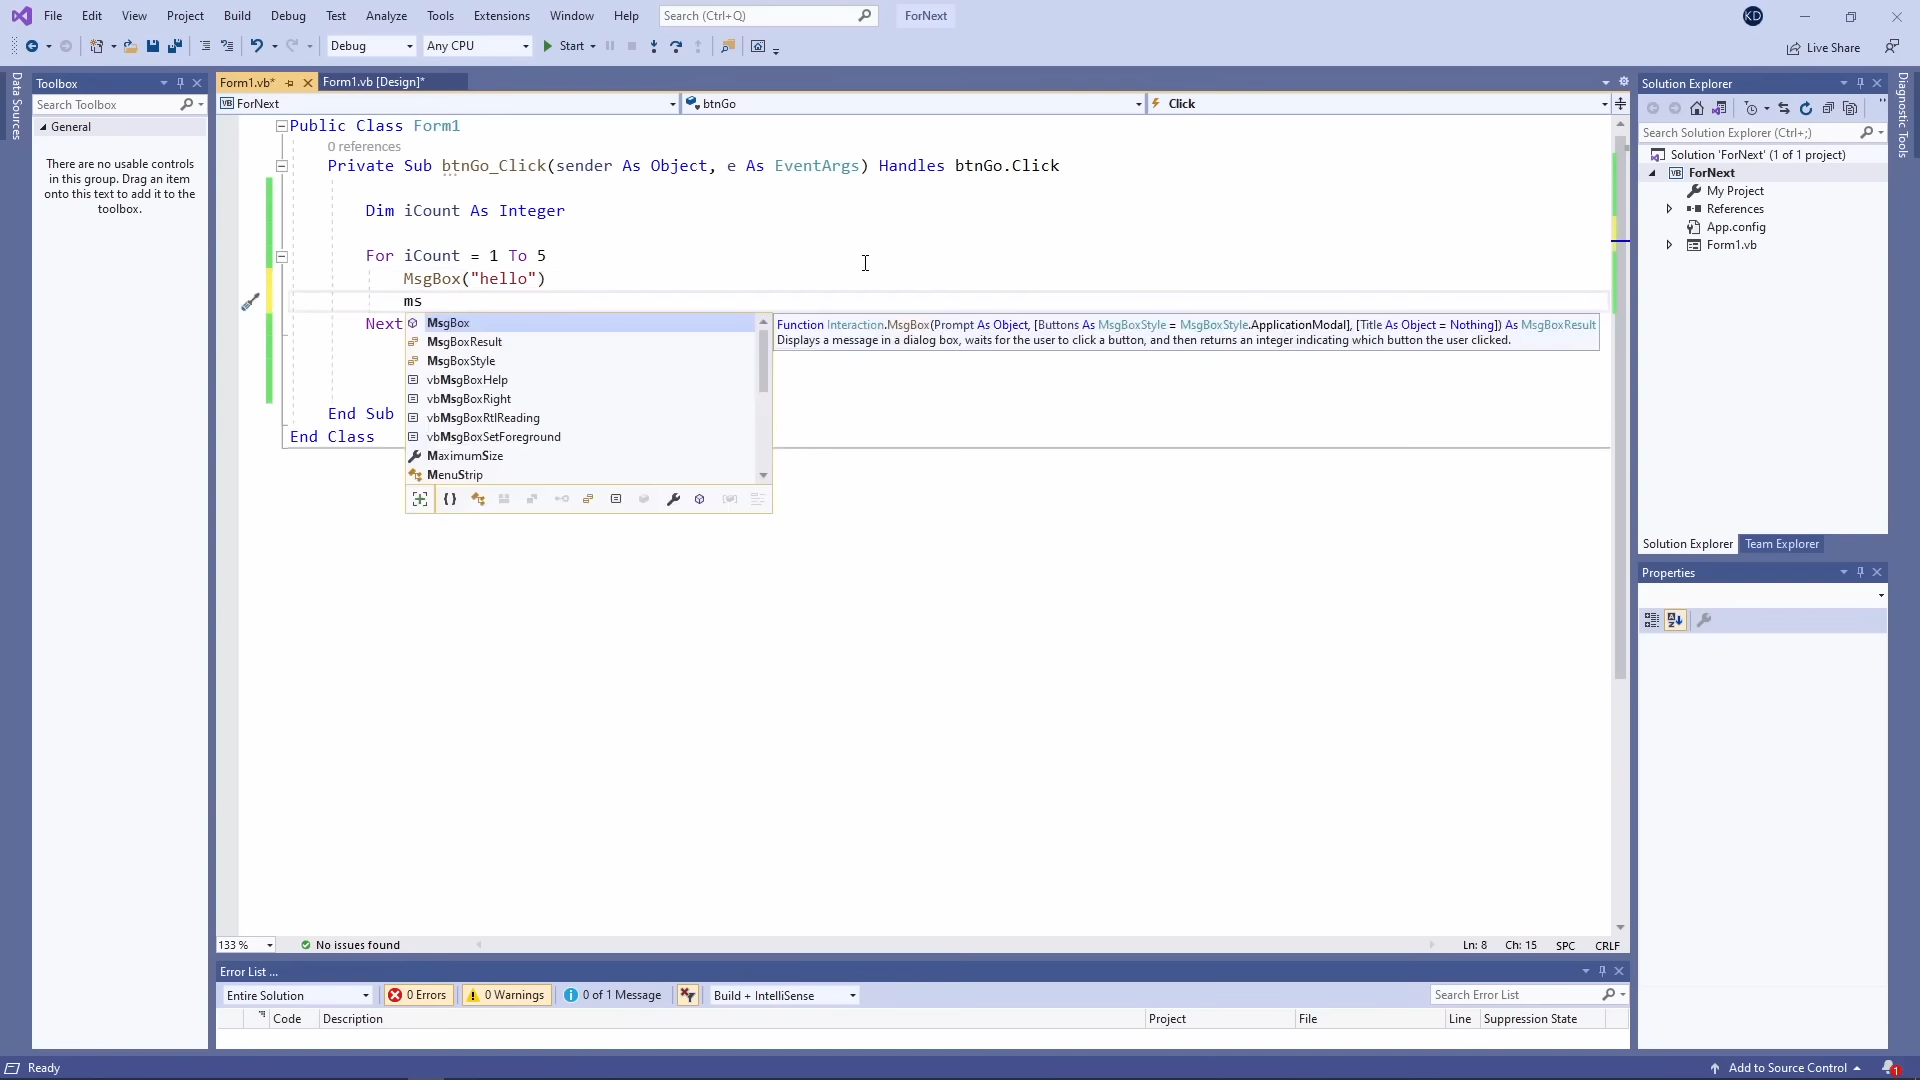 File Edit View Project Build Debug Test Analyze Tools Extensions Window Help Search (Ctrl+Q) ForNext KD
Debug Any CPU Start Live Share
Data Sources
Toolbox
Search Toolbox
General
There are no usable controls
in this group. Drag an item
onto this text to add it to the
toolbox.
Form1.vb* Form1.vb [Design]*
VB ForNext btnGo Click
Public Class Form1
0 references
Private Sub btnGo_Click(sender As Object, e As EventArgs) Handles btnGo.Click
Dim iCount As Integer
For iCount = 1 To 5
MsgBox("hello")
ms
Next
End Sub
End Class
MsgBox
MsgBoxResult
MsgBoxStyle
vbMsgBoxHelp
vbMsgBoxRight
vbMsgBoxRtlReading
vbMsgBoxSetForeground
MaximumSize
MenuStrip
Function Interaction.MsgBox(Prompt As Object, [Buttons As MsgBoxStyle = MsgBoxStyle.ApplicationModal], [Title As Object = Nothing]) As MsgBoxResult
Displays a message in a dialog box, waits for the user to click a button, and then returns an integer indicating which button the user clicked.
133 % No issues found Ln: 8 Ch: 15 SPC CRLF
Error List ...
Entire Solution 0 Errors 0 Warnings 0 of 1 Message Build + IntelliSense Search Error List
Code Description Project File Line Suppression State
Solution Explorer
Search Solution Explorer (Ctrl+;)
Solution 'ForNext' (1 of 1 project)
VB ForNext
My Project
References
App.config
Form1.vb
Solution Explorer Team Explorer
Properties
Diagnostic Tools
Ready Add to Source Control 1